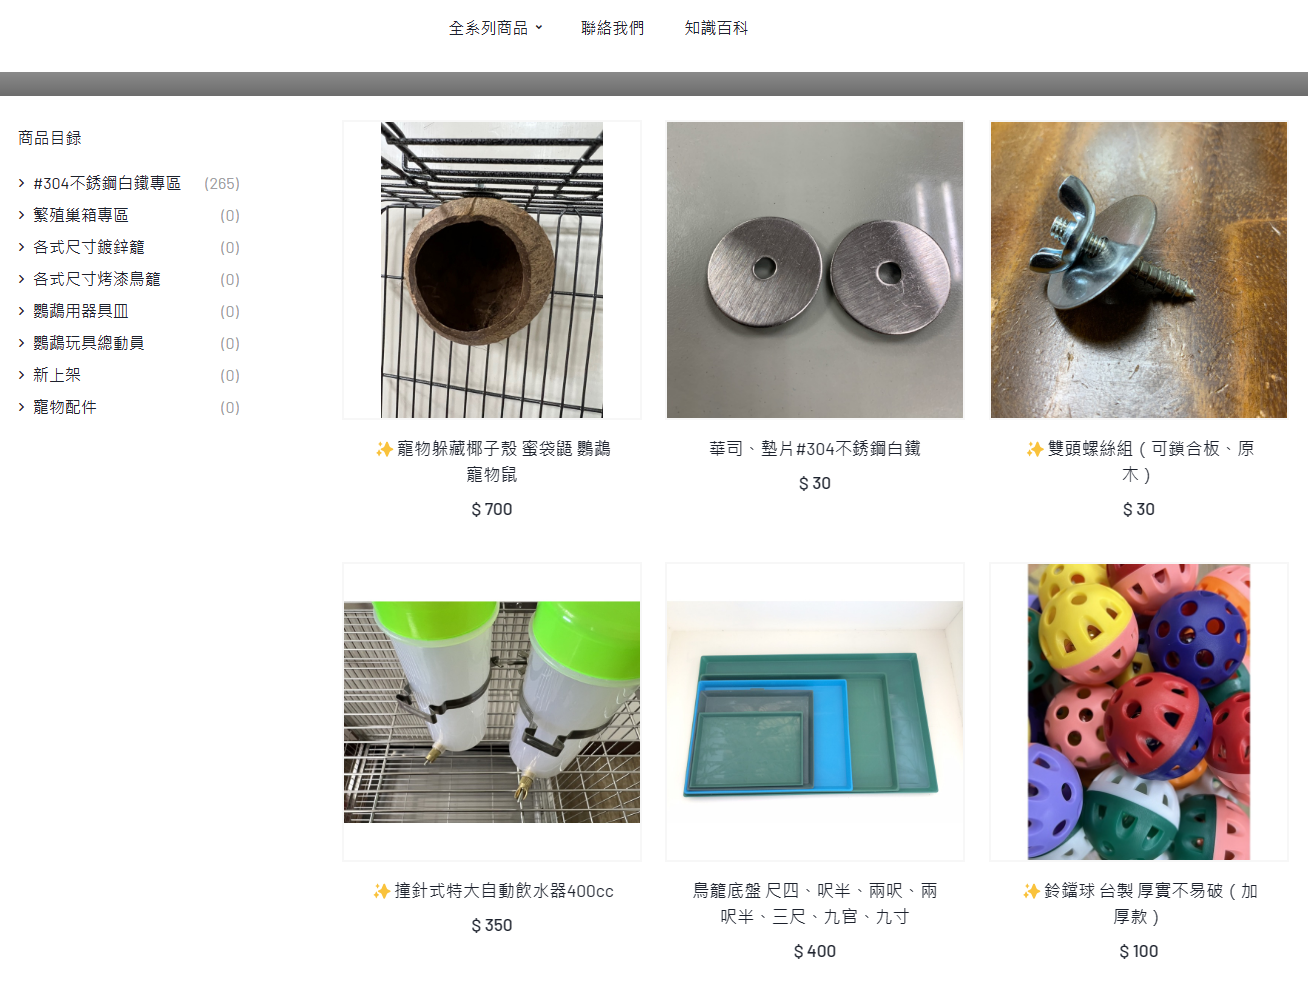 全系列商品
聯絡我們
知識百科
商品目錄
#304不銹鋼白鐵專區 (265)
繁殖巢箱專區 (0)
各式尺寸鍍鋅籠 (0)
各式尺寸烤漆鳥籠 (0)
鸚鵡用器具皿 (0)
鸚鵡玩具總動員 (0)
新上架 (0)
寵物配件 (0)
✨寵物躲藏椰子殼 蜜袋鼯 鸚鵡
寵物鼠
$ 700
華司、墊片#304不銹鋼白鐵
$ 30
✨雙頭螺絲組（可鎖合板、原
木）
$ 30
✨撞針式特大自動飲水器400cc
$ 350
鳥籠底盤 尺四、呎半、兩呎、兩
呎半、三尺、九官、九寸
$ 400
✨鈴鐺球 台製 厚實不易破（加
厚款）
$ 100